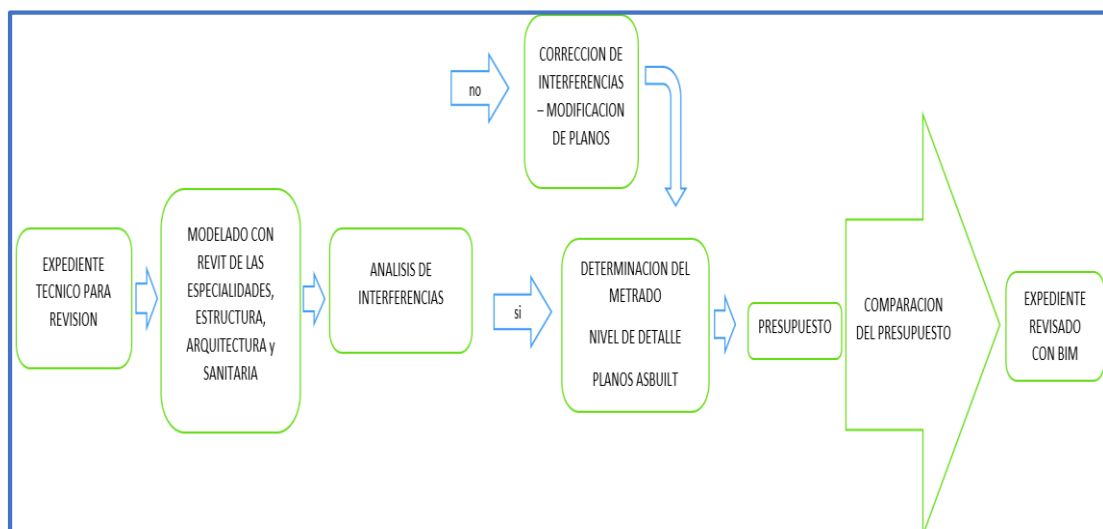 EXPEDIENTE
TECNICO PARA
REVISION
MODELADO CON
REVIT DE LAS
ESPECIALIDADES,
ESTRUCTURA,
ARQUITECTURA y
SANITARIA
ANALISIS DE
INTERFERENCIAS
no
CORRECCION DE
INTERFERENCIAS
– MODIFICACION
DE PLANOS
si
DETERMINACION DEL
METRADO
NIVEL DE DETALLE
PLANOS ASBUILT
PRESUPUESTO
COMPARACION
DEL PRESUPUESTO
EXPEDIENTE
REVISADO
CON BIM